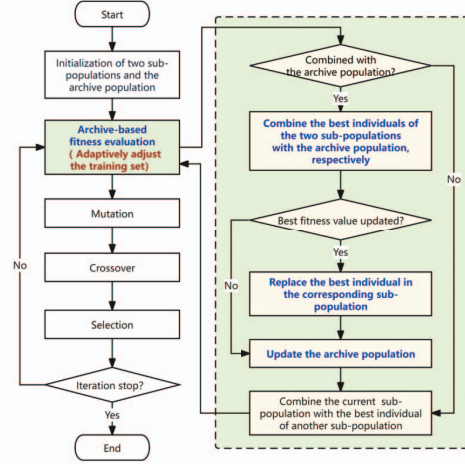 Start
Initialization of two sub-
populations and the
archive population
Archive-based
fitness evaluation
( Adaptively adjust
the training set)
Mutation
Crossover
Selection
Iteration stop?
No
Yes
End
Combined with
the archive population?
Yes
No
Combine the best individuals of
the two sub-populations
with the archive population,
respectively
Best fitness value updated?
Yes
No
Replace the best individual in
the corresponding sub-
population
Update the archive population
Combine the current sub-
population with the best individual
of another sub-population